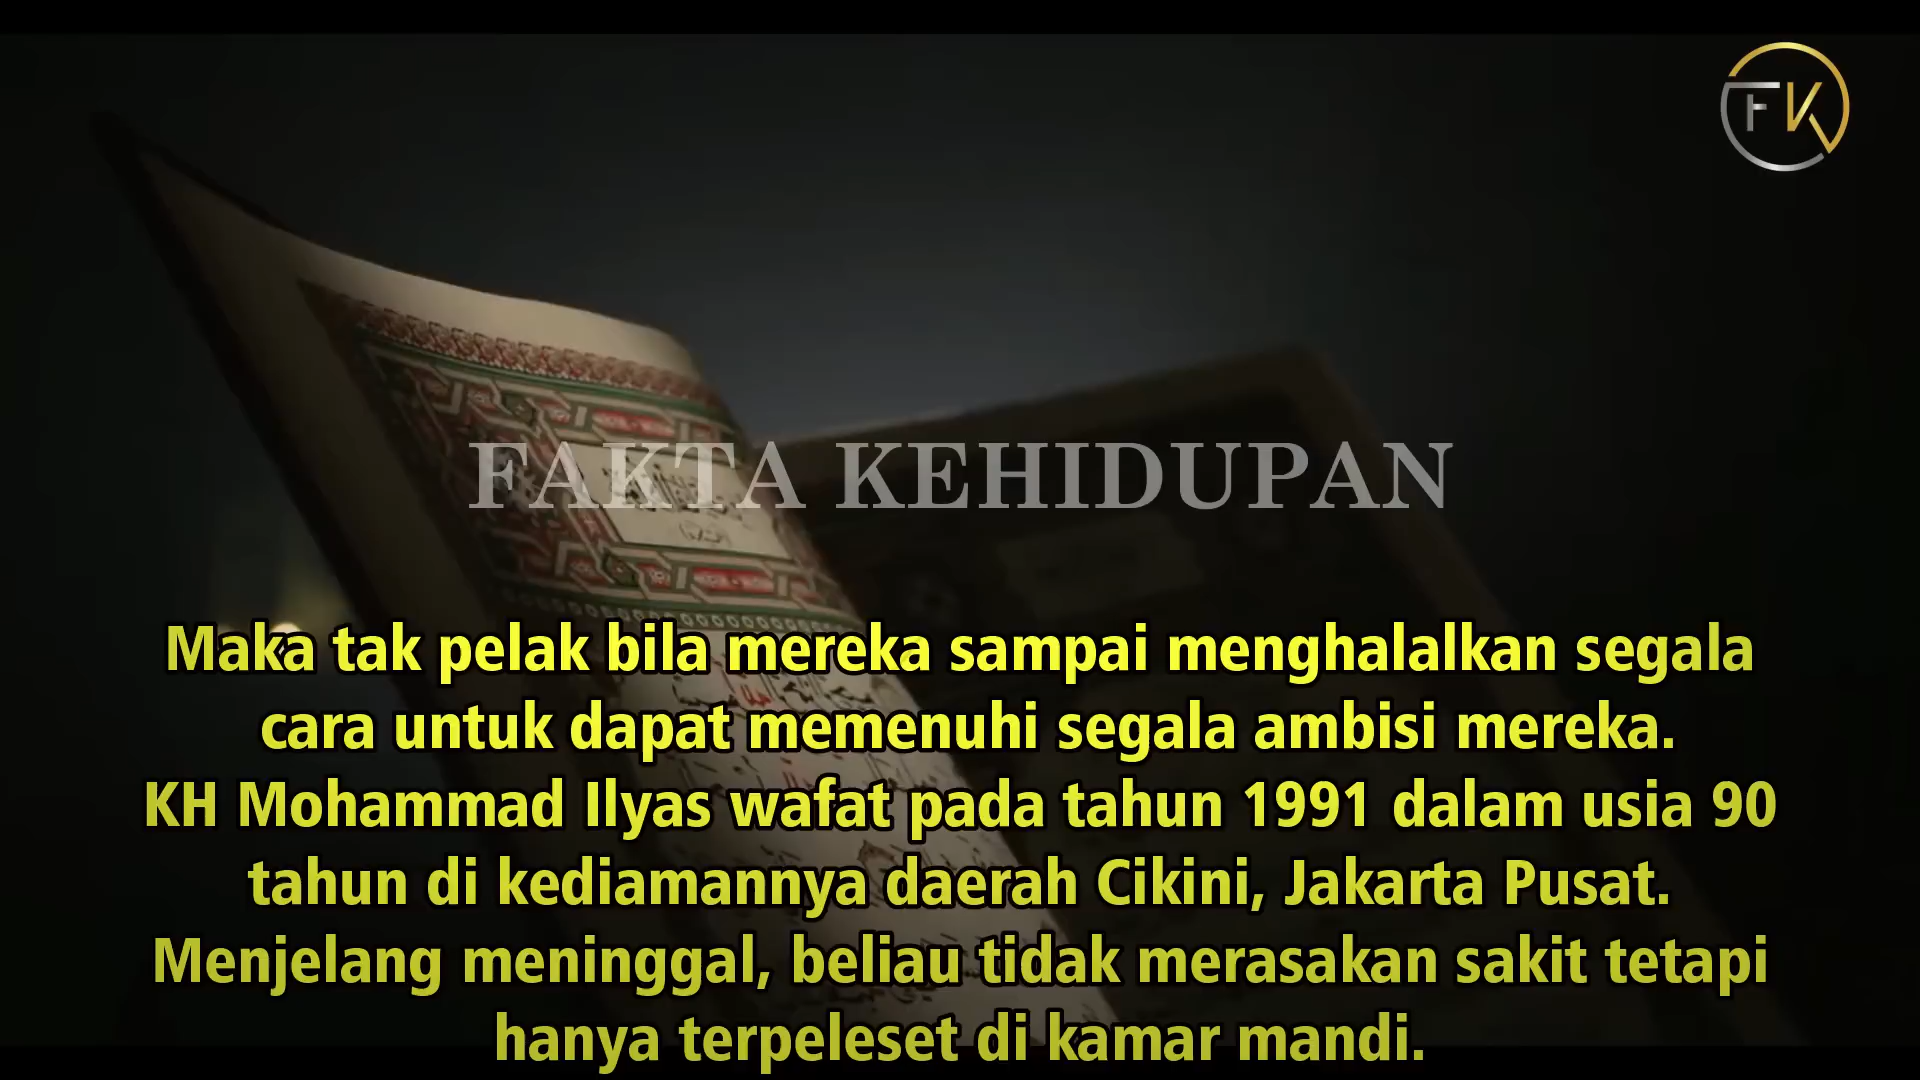 FK
FAKTA KEHIDUPAN
Maka tak pelak bila mereka sampai menghalalkan segala
cara untuk dapat memenuhi segala ambisi mereka.
KH Mohammad Ilyas wafat pada tahun 1991 dalam usia 90
tahun di kediamannya daerah Cikini, Jakarta Pusat.
Menjelang meninggal, beliau tidak merasakan sakit tetapi
hanya terpeleset di kamar mandi.